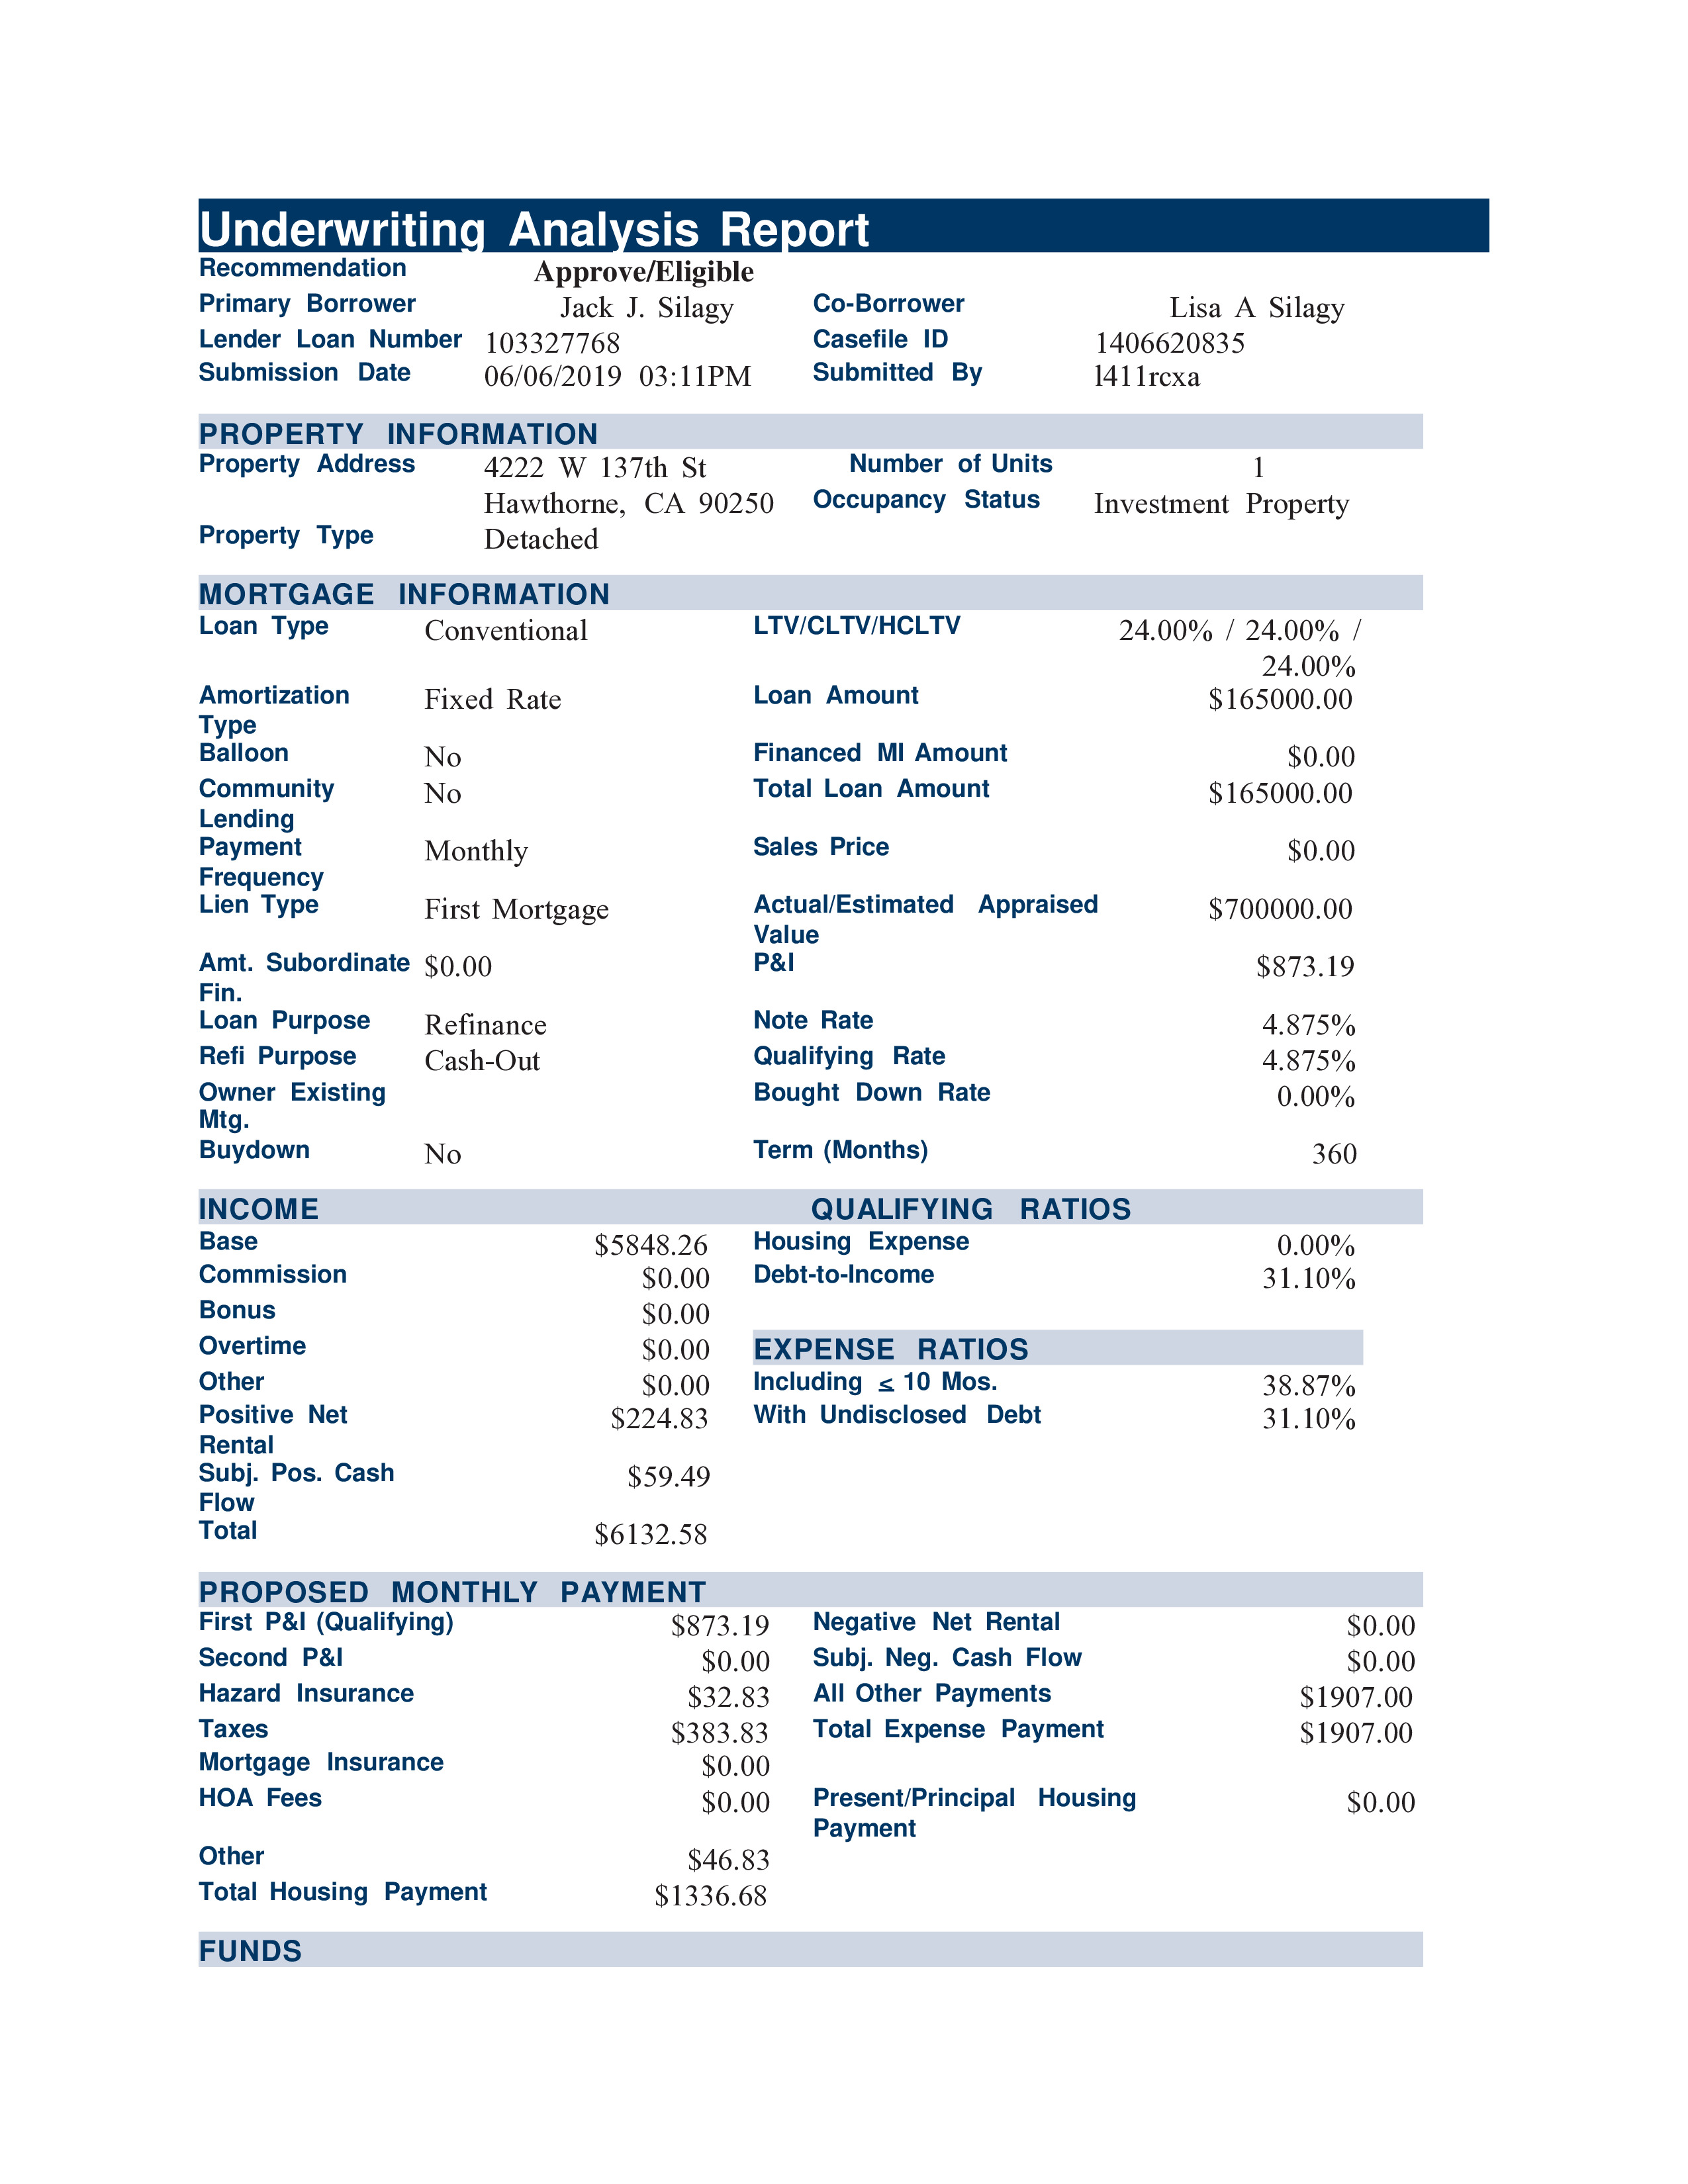 Underwriting Analysis Report
Recommendation Approve/Eligible
Primary Borrower Jack J. Silagy Co-Borrower Lisa A Silagy
Lender Loan Number 103327768 Casefile ID 1406620835
Submission Date 06/06/2019 03:11PM Submitted By l411rcxa
PROPERTY INFORMATION
Property Address 4222 W 137th St Number of Units 1
Hawthorne, CA 90250 Occupancy Status Investment Property
Property Type Detached
MORTGAGE INFORMATION
Loan Type Conventional LTV/CLTV/HCLTV 24.00% / 24.00% /
24.00%
Amortization Fixed Rate Loan Amount $165000.00
Type
Balloon No Financed MI Amount $0.00
Community No Total Loan Amount $165000.00
Lending
Payment Monthly Sales Price $0.00
Frequency
Lien Type First Mortgage Actual/Estimated Appraised $700000.00
Value
Amt. Subordinate $0.00 P&I $873.19
Fin.
Loan Purpose Refinance Note Rate 4.875%
Refi Purpose Cash-Out Qualifying Rate 4.875%
Owner Existing Bought Down Rate 0.00%
Mtg.
Buydown No Term (Months) 360
INCOME QUALIFYING RATIOS
Base $5848.26 Housing Expense 0.00%
Commission $0.00 Debt-to-Income 31.10%
Bonus $0.00
Overtime $0.00 EXPENSE RATIOS
Other $0.00 Including ≤ 10 Mos. 38.87%
Positive Net $224.83 With Undisclosed Debt 31.10%
Rental
Subj. Pos. Cash $59.49
Flow
Total $6132.58
PROPOSED MONTHLY PAYMENT
First P&I (Qualifying) $873.19 Negative Net Rental $0.00
Second P&I $0.00 Subj. Neg. Cash Flow $0.00
Hazard Insurance $32.83 All Other Payments $1907.00
Taxes $383.83 Total Expense Payment $1907.00
Mortgage Insurance $0.00
HOA Fees $0.00 Present/Principal Housing $0.00
Payment
Other $46.83
Total Housing Payment $1336.68
FUNDS